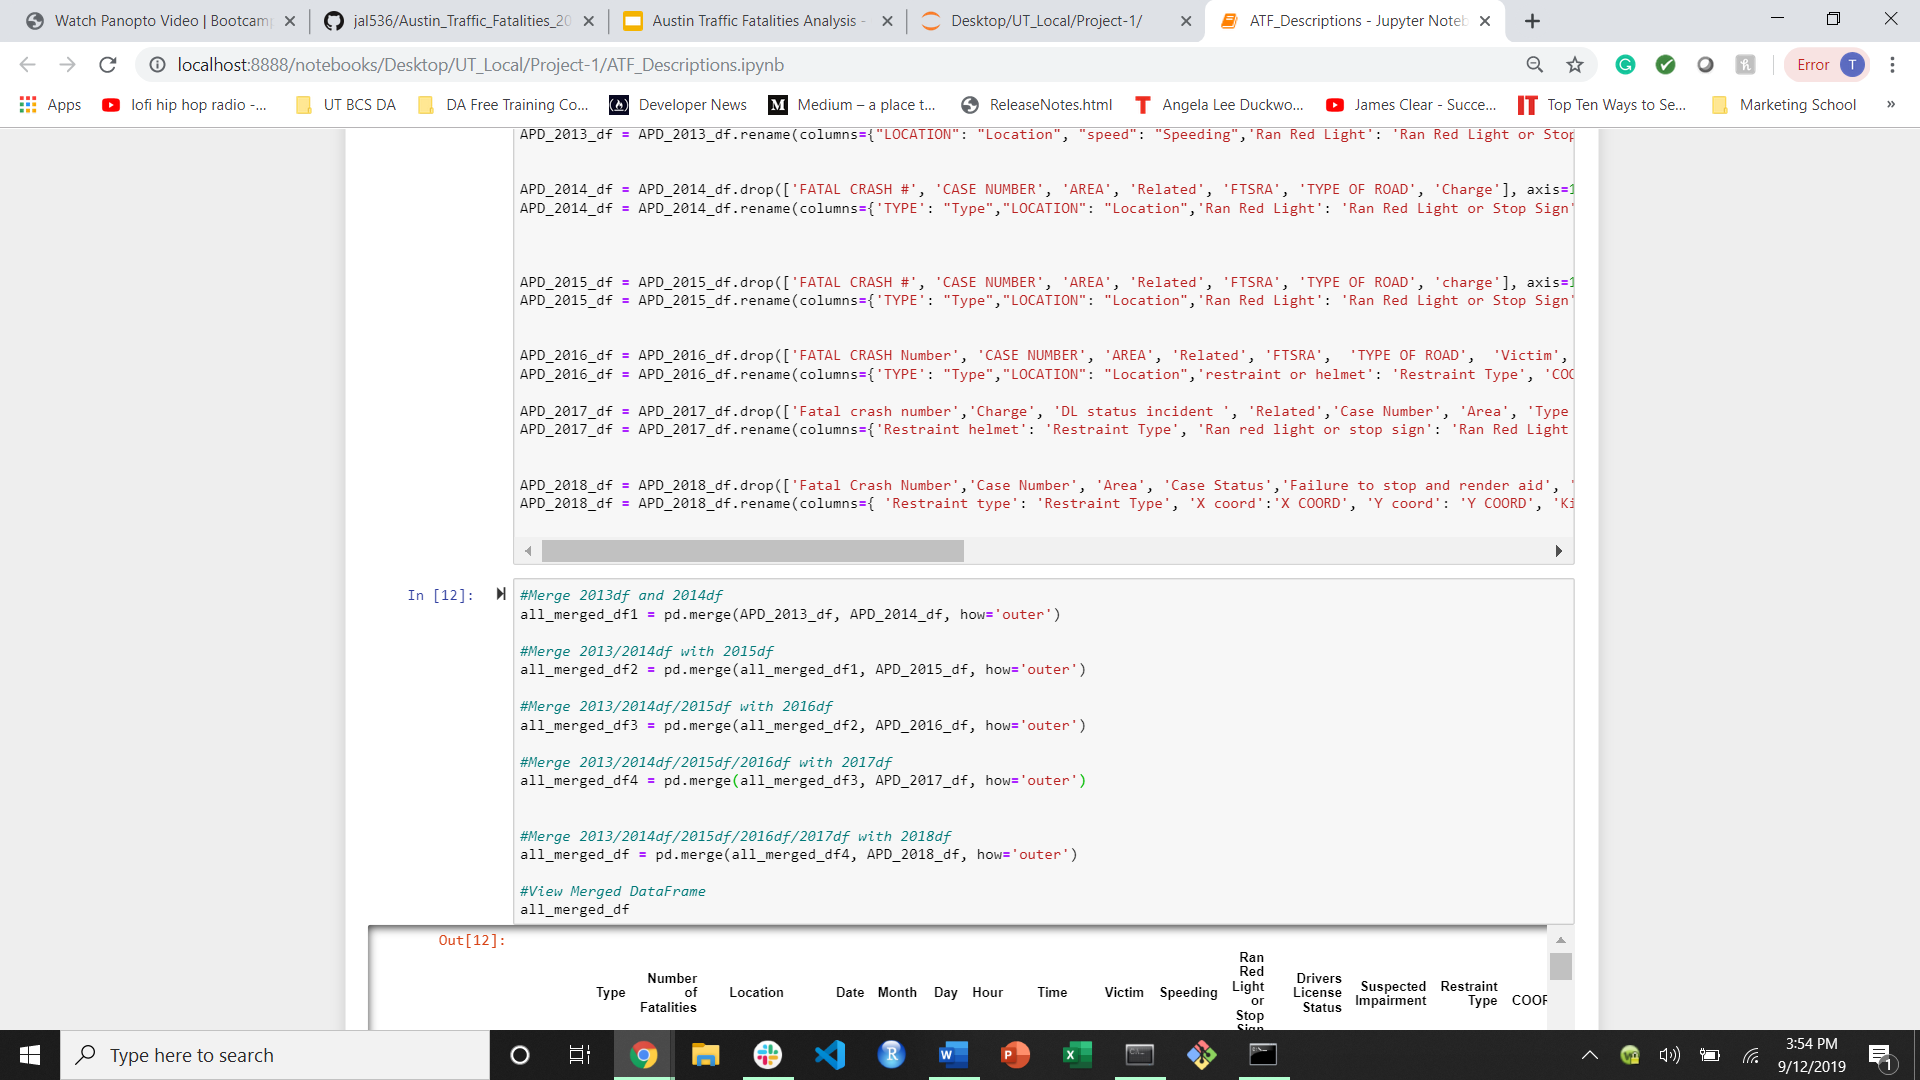 Watch Panopto Video | Bootcamp
jal536/Austin_Traffic_Fatalities_20
Austin Traffic Fatalities Analysis -
Desktop/UT_Local/Project-1/
ATF_Descriptions - Jupyter Noteb
localhost:8888/notebooks/Desktop/UT_Local/Project-1/ATF_Descriptions.ipynb
Error
T
Apps
lofi hip hop radio -...
UT BCS DA
DA Free Training Co...
Developer News
Medium – a place t...
ReleaseNotes.html
Angela Lee Duckwo...
James Clear - Succe...
Top Ten Ways to Se...
Marketing School
»
APD_2013_df = APD_2013_df.rename(columns={"LOCATION": "Location", "speed": "Speeding",'Ran Red Light': 'Ran Red Light or Stop
APD_2014_df = APD_2014_df.drop(['FATAL CRASH #', 'CASE NUMBER', 'AREA', 'Related', 'FTSRA', 'TYPE OF ROAD', 'Charge'], axis=1
APD_2014_df = APD_2014_df.rename(columns={'TYPE': "Type","LOCATION": "Location",'Ran Red Light': 'Ran Red Light or Stop Sign'
APD_2015_df = APD_2015_df.drop(['FATAL CRASH #', 'CASE NUMBER', 'AREA', 'Related', 'FTSRA', 'TYPE OF ROAD', 'charge'], axis=1
APD_2015_df = APD_2015_df.rename(columns={'TYPE': "Type","LOCATION": "Location",'Ran Red Light': 'Ran Red Light or Stop Sign'
APD_2016_df = APD_2016_df.drop(['FATAL CRASH Number', 'CASE NUMBER', 'AREA', 'Related', 'FTSRA',  'TYPE OF ROAD',  'Victim',
APD_2016_df = APD_2016_df.rename(columns={'TYPE': "Type","LOCATION": "Location",'restraint or helmet': 'Restraint Type', 'COO
APD_2017_df = APD_2017_df.drop(['Fatal crash number','Charge', 'DL status incident ', 'Related','Case Number', 'Area', 'Type
APD_2017_df = APD_2017_df.rename(columns={'Restraint helmet': 'Restraint Type', 'Ran red light or stop sign': 'Ran Red Light
APD_2018_df = APD_2018_df.drop(['Fatal Crash Number','Case Number', 'Area', 'Case Status','Failure to stop and render aid', '
APD_2018_df = APD_2018_df.rename(columns={ 'Restraint type': 'Restraint Type', 'X coord':'X COORD', 'Y coord': 'Y COORD', 'Ki
In [12]:
#Merge 2013df and 2014df
all_merged_df1 = pd.merge(APD_2013_df, APD_2014_df, how='outer')
#Merge 2013/2014df with 2015df
all_merged_df2 = pd.merge(all_merged_df1, APD_2015_df, how='outer')
#Merge 2013/2014df/2015df with 2016df
all_merged_df3 = pd.merge(all_merged_df2, APD_2016_df, how='outer')
#Merge 2013/2014df/2015df/2016df with 2017df
all_merged_df4 = pd.merge(all_merged_df3, APD_2017_df, how='outer')
#Merge 2013/2014df/2015df/2016df/2017df with 2018df
all_merged_df = pd.merge(all_merged_df4, APD_2018_df, how='outer')
#View Merged DataFrame
all_merged_df
Out[12]:
Type
Number
of
Fatalities
Location
Date
Month
Day
Hour
Time
Victim
Speeding
Ran
Red
Light
or
Stop
Sign
Drivers
License
Status
Suspected
Impairment
Restraint
Type
COOR
Type here to search
3:54 PM
9/12/2019
1